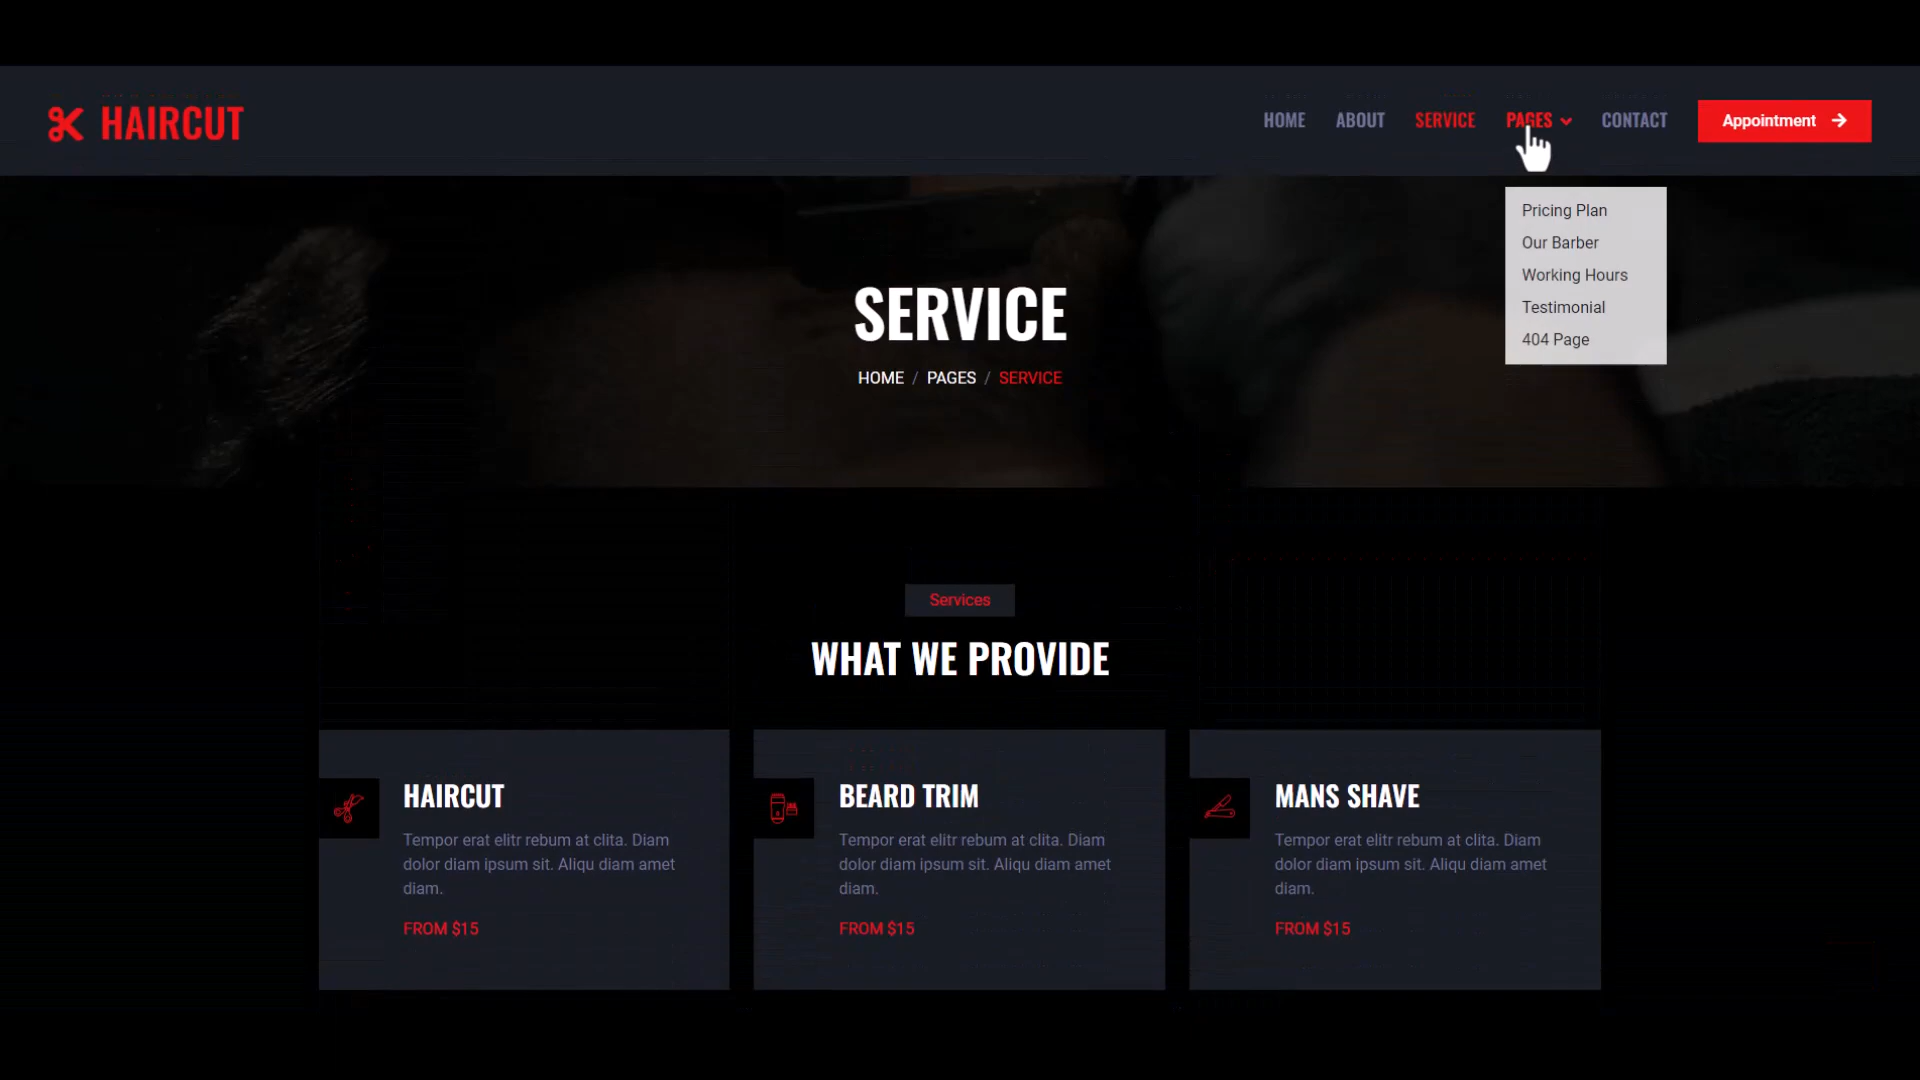 HAIRCUT
HOME ABOUT SERVICE PAGES CONTACT Appointment
Pricing Plan
Our Barber
Working Hours
Testimonial
404 Page
SERVICE
HOME / PAGES / SERVICE
Services
WHAT WE PROVIDE
HAIRCUT
Tempor erat elitr rebum at clita. Diam
dolor diam ipsum sit. Aliqu diam amet
diam.
FROM $15
BEARD TRIM
Tempor erat elitr rebum at clita. Diam
dolor diam ipsum sit. Aliqu diam amet
diam.
FROM $15
MANS SHAVE
Tempor erat elitr rebum at clita. Diam
dolor diam ipsum sit. Aliqu diam amet
diam.
FROM $15